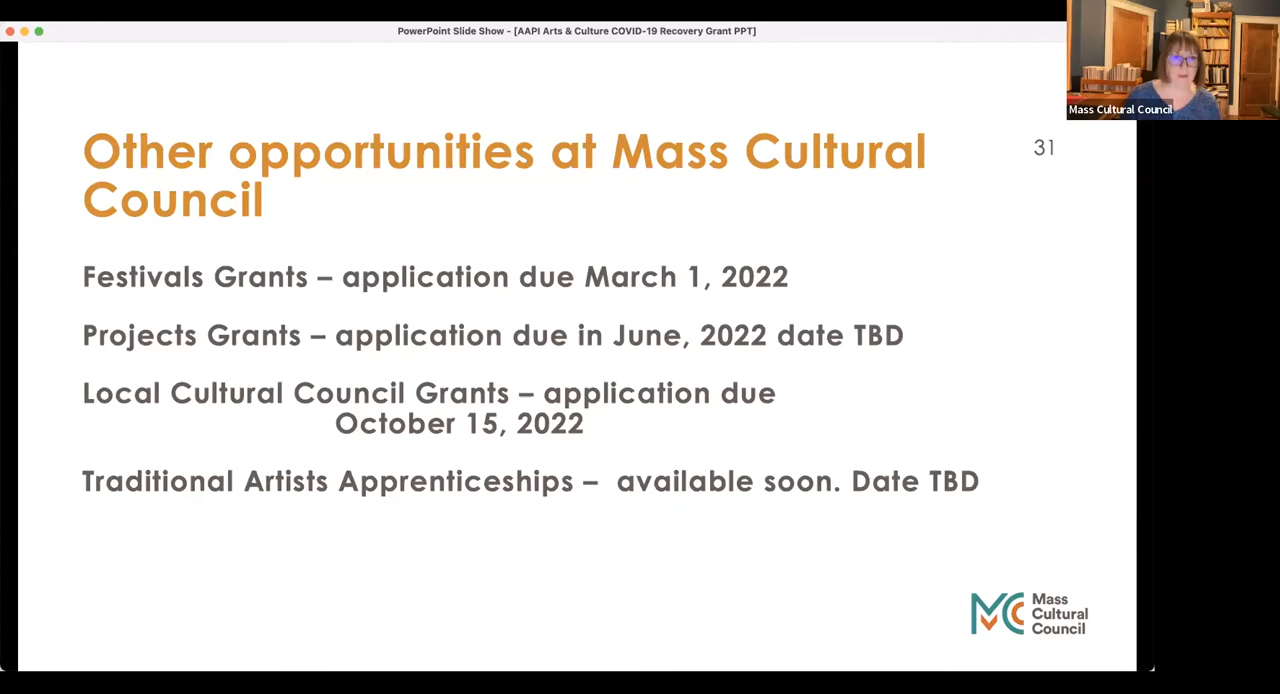 PowerPoint Slide Show - [AAPI Arts & Culture COVID-19 Recovery Grant PPT]
Mass Cultural Council
Other opportunities at Mass Cultural
Council
31
Festivals Grants – application due March 1, 2022
Projects Grants – application due in June, 2022 date TBD
Local Cultural Council Grants – application due
October 15, 2022
Traditional Artists Apprenticeships –  available soon. Date TBD
MCC
Mass
Cultural
Council